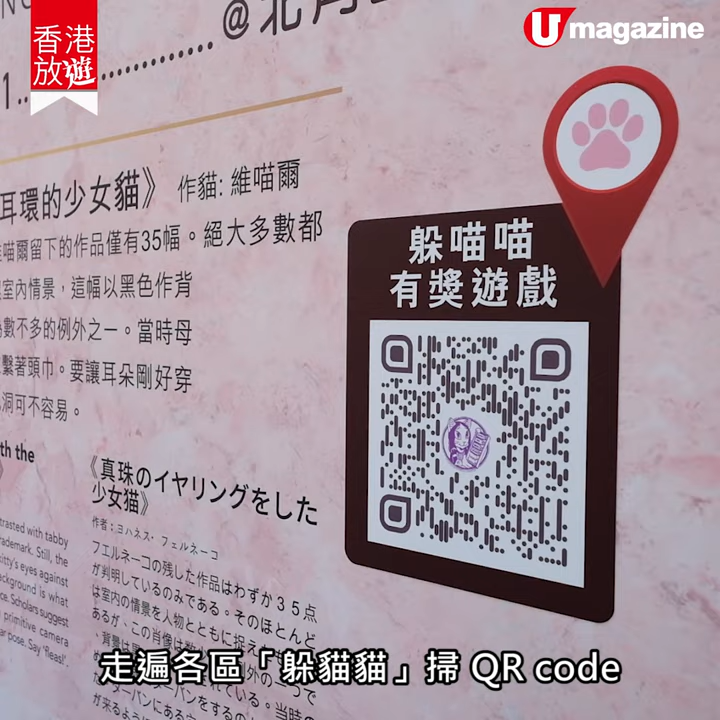 香港
放遊
U magazine
@北角
1
耳環的少女貓》 作貓: 維喵爾
喵爾留下的作品僅有35幅。絕大多數都
室內情景,這幅以黑色作背
數不多的例外之一。當時母
繫著頭巾。要讓耳朵剛好穿
洞可不容易。
躲喵喵
有獎遊戲
th the
trasted with tabby
rademark. Still, the
kitty's eyes against
background is what
ce. Scholars suggest
primitive camera
ar pose. Say "Reas!".
《真珠のイヤリングをした
少女猫》
作者:ヨハネス・フェルネーコ
フェルネーコの残した作品はわずか35点
が判明しているのみである。そのほとんど
は室内の情景を人物とともに捉えた
あるが、この肖像は数少
走遍各區「躲貓貓」掃 QR code